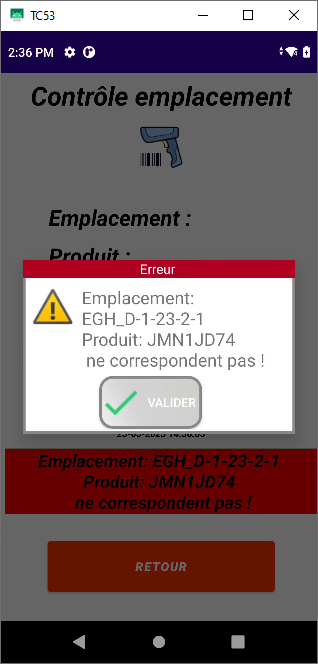 TC53
2:36 PM
Contrôle emplacement
Emplacement :
Produit :
Erreur
Emplacement:
EGH_D-1-23-2-1
Produit: JMN1JD74
ne correspondent pas !
VALIDER
Emplacement: EGH_D-1-23-2-1
Produit: JMN1JD74
ne correspondent pas !
RETOUR